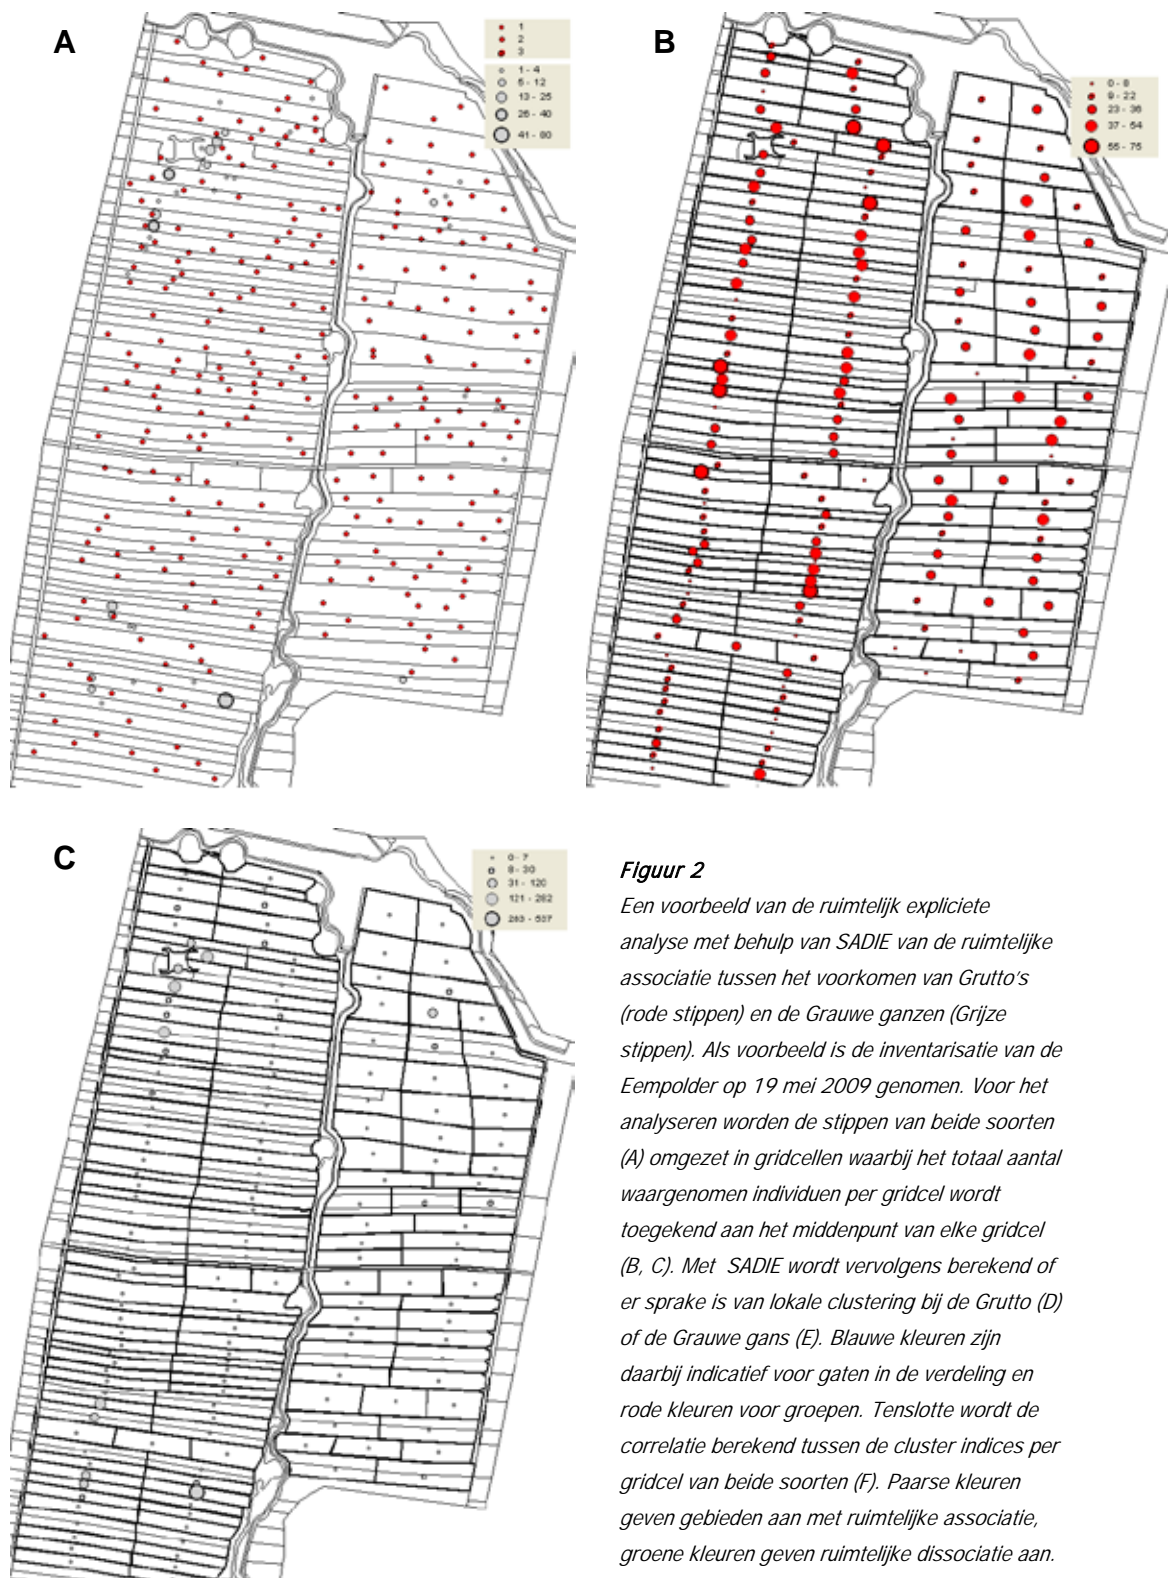 A
1
2
3
1 - 4
5 - 12
13 - 25
26 - 40
41 - 80
B
0 - 8
9 - 22
23 - 36
37 - 54
55 - 75
C
0 - 7
8 - 30
31 - 120
121 - 282
283 - 537
Figuur 2
Een voorbeeld van de ruimtelijk expliciete
analyse met behulp van SADIE van de ruimtelijke
associatie tussen het voorkomen van Grutto's
(rode stippen) en de Grauwe ganzen (Grijze
stippen). Als voorbeeld is de inventarisatie van de
Eempolder op 19 mei 2009 genomen. Voor het
analyseren worden de stippen van beide soorten
(A) omgezet in gridcellen waarbij het totaal aantal
waargenomen individuen per gridcel wordt
toegekend aan het middenpunt van elke gridcel
(B, C). Met SADIE wordt vervolgens berekend of
er sprake is van lokale clustering bij de Grutto (D)
of de Grauwe gans (E). Blauwe kleuren zijn
daarbij indicatief voor gaten in de verdeling en
rode kleuren voor groepen. Tenslotte wordt de
correlatie berekend tussen de cluster indices per
gridcel van beide soorten (F). Paarse kleuren
geven gebieden aan met ruimtelijke associatie,
groene kleuren geven ruimtelijke dissociatie aan.